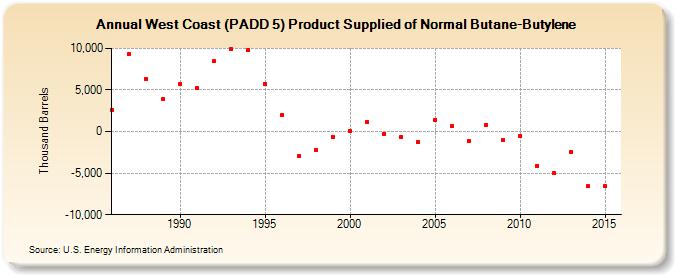 Annual West Coast (PADD 5) Product Supplied of Normal Butane-Butylene
Thousand Barrels
10,000
5,000
0
-5,000
-10,000
1990 1995 2000 2005 2010 2015
Source: U.S. Energy Information Administration